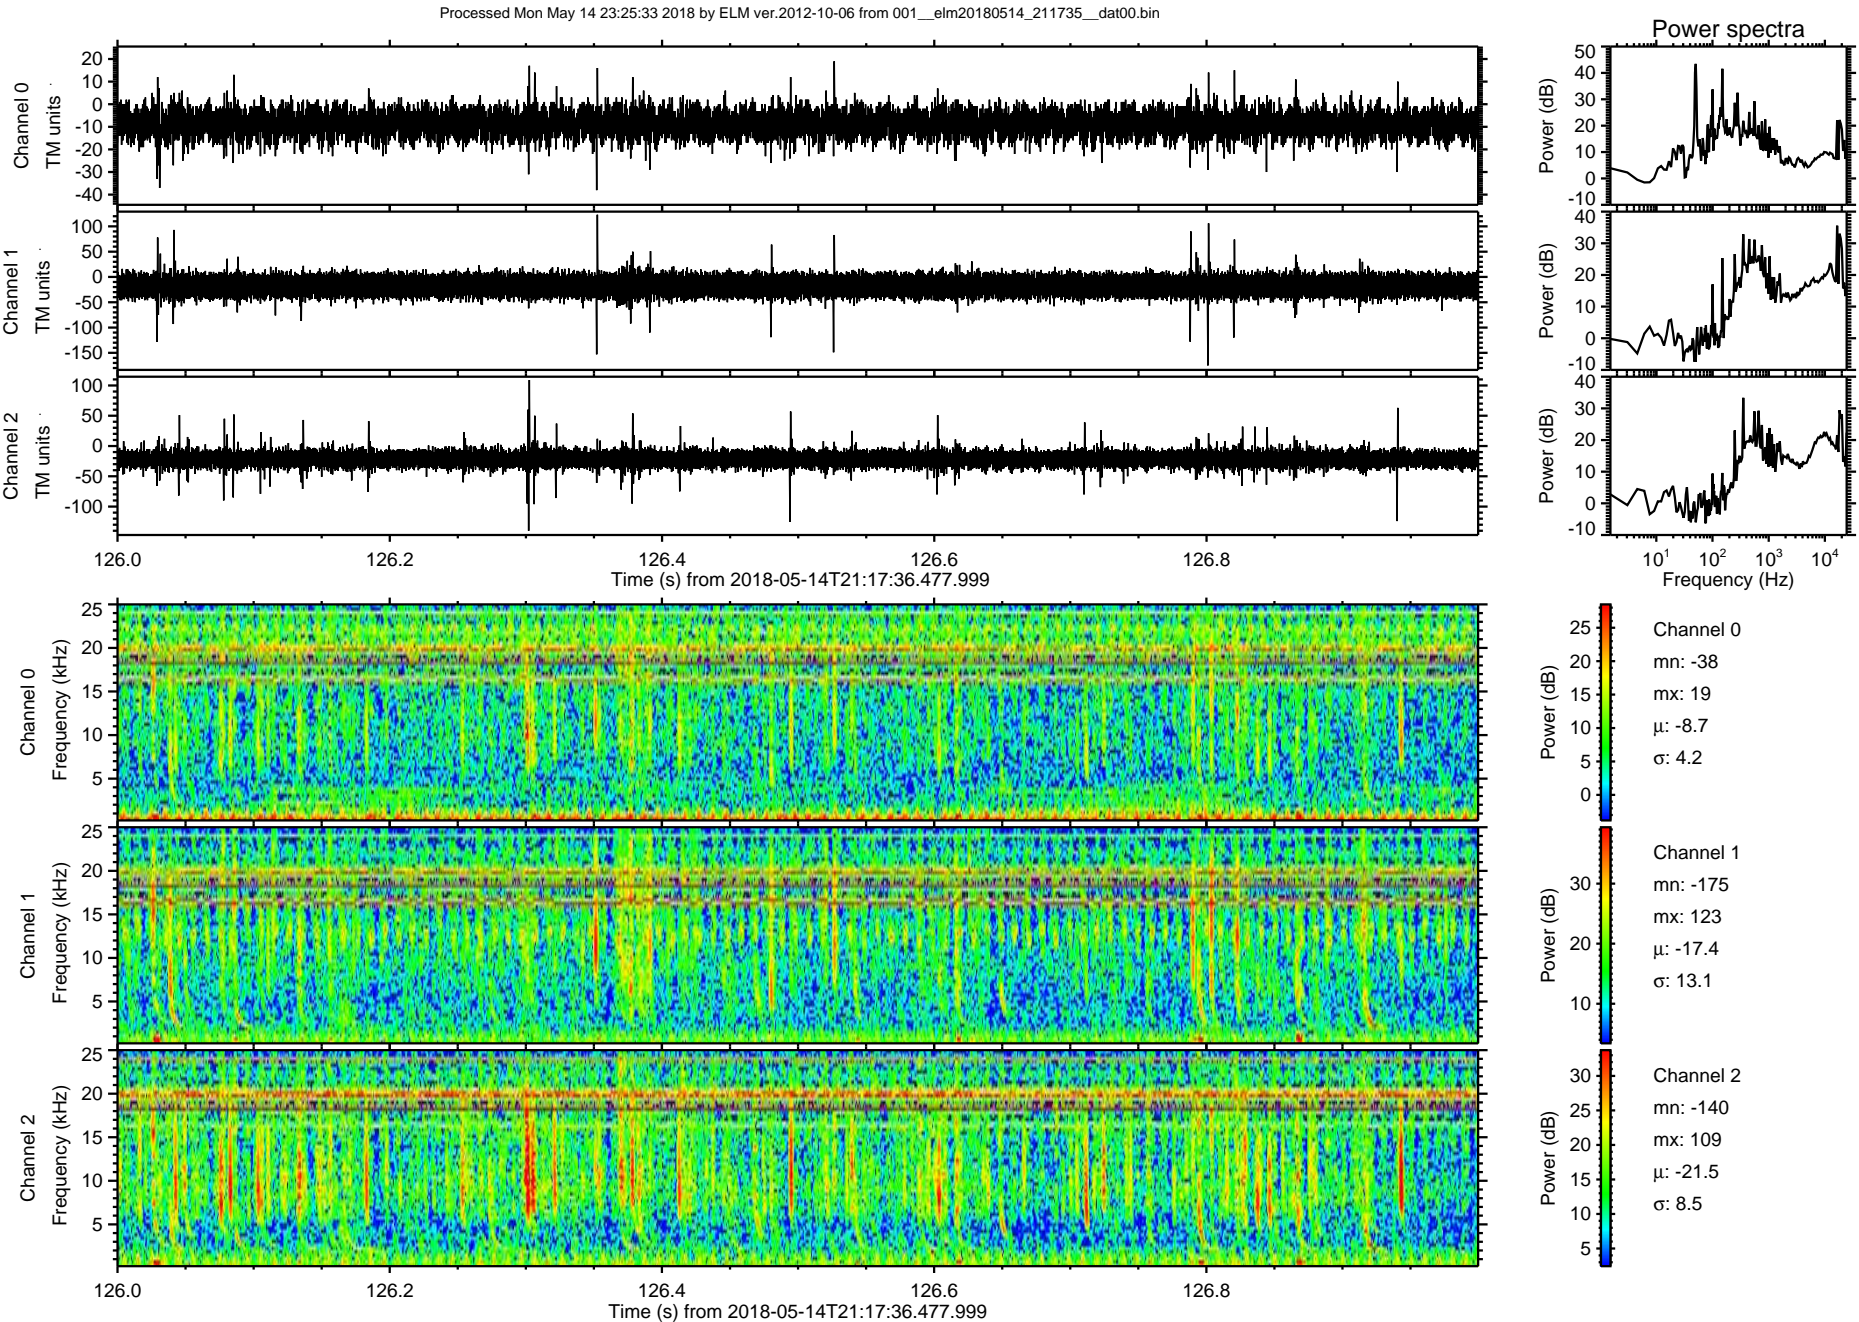 Processed Mon May 14 23:25:33 2018 by ELM ver.2012-10-06 from 001__elm20180514_211735__dat00.bin
Power spectra
Channel 0
TM units
20
10
0
-10
-20
-30
-40
Power (dB)
50
40
30
20
10
0
-10
Channel 1
TM units
100
50
0
-50
-100
-150
Power (dB)
40
30
20
10
0
-10
Channel 2
TM units
100
50
0
-50
-100
Power (dB)
40
30
20
10
0
-10
126.0 126.2 126.4 126.6 126.8
Time (s) from 2018-05-14T21:17:36.477.999
10¹ 10² 10³ 10⁴
Frequency (Hz)
Channel 0
Frequency (kHz)
25
20
15
10
5
Power (dB)
25
20
15
10
5
0
Channel 0
mn: -38
mx: 19
μ: -8.7
σ: 4.2
Channel 1
Frequency (kHz)
25
20
15
10
5
Power (dB)
30
20
10
Channel 1
mn: -175
mx: 123
μ: -17.4
σ: 13.1
Channel 2
Frequency (kHz)
25
20
15
10
5
Power (dB)
30
25
20
15
10
5
Channel 2
mn: -140
mx: 109
μ: -21.5
σ: 8.5
126.0 126.2 126.4 126.6 126.8
Time (s) from 2018-05-14T21:17:36.477.999